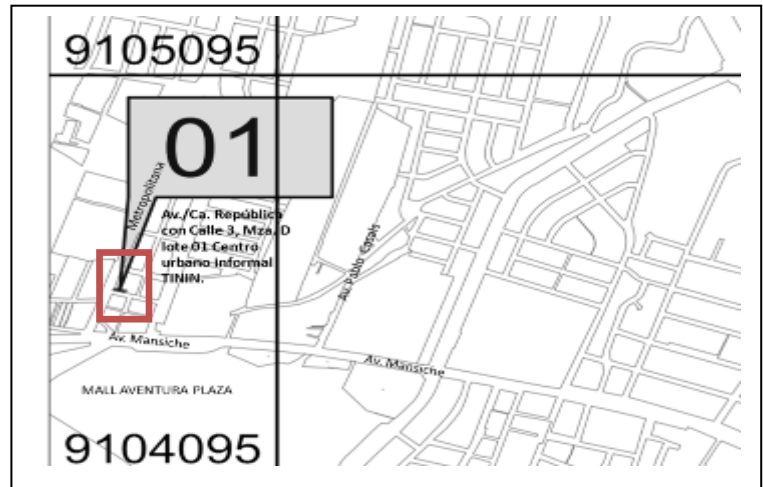 9105095
01
Metropolitana
Av./Ca. República
con Calle 3, Mza. D
lote 01 Centro
urbano informal
TININ.
Av. Pablo Casals
Av. Mansiche
Av. Mansiche
MALL AVENTURA PLAZA
9104095